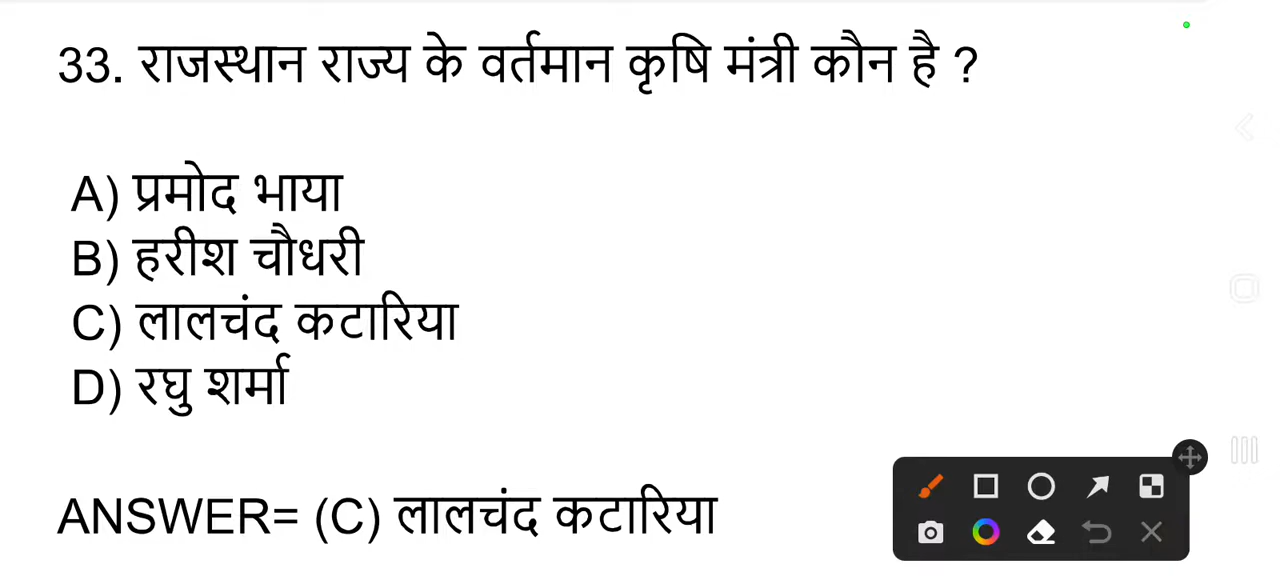 33. राजस्थान राज्य के वर्तमान कृषि मंत्री कौन है ?
A) प्रमोद भाया
B) हरीश चौधरी
C) लालचंद कटारिया
D) रघु शर्मा
ANSWER= (C) लालचंद कटारिया